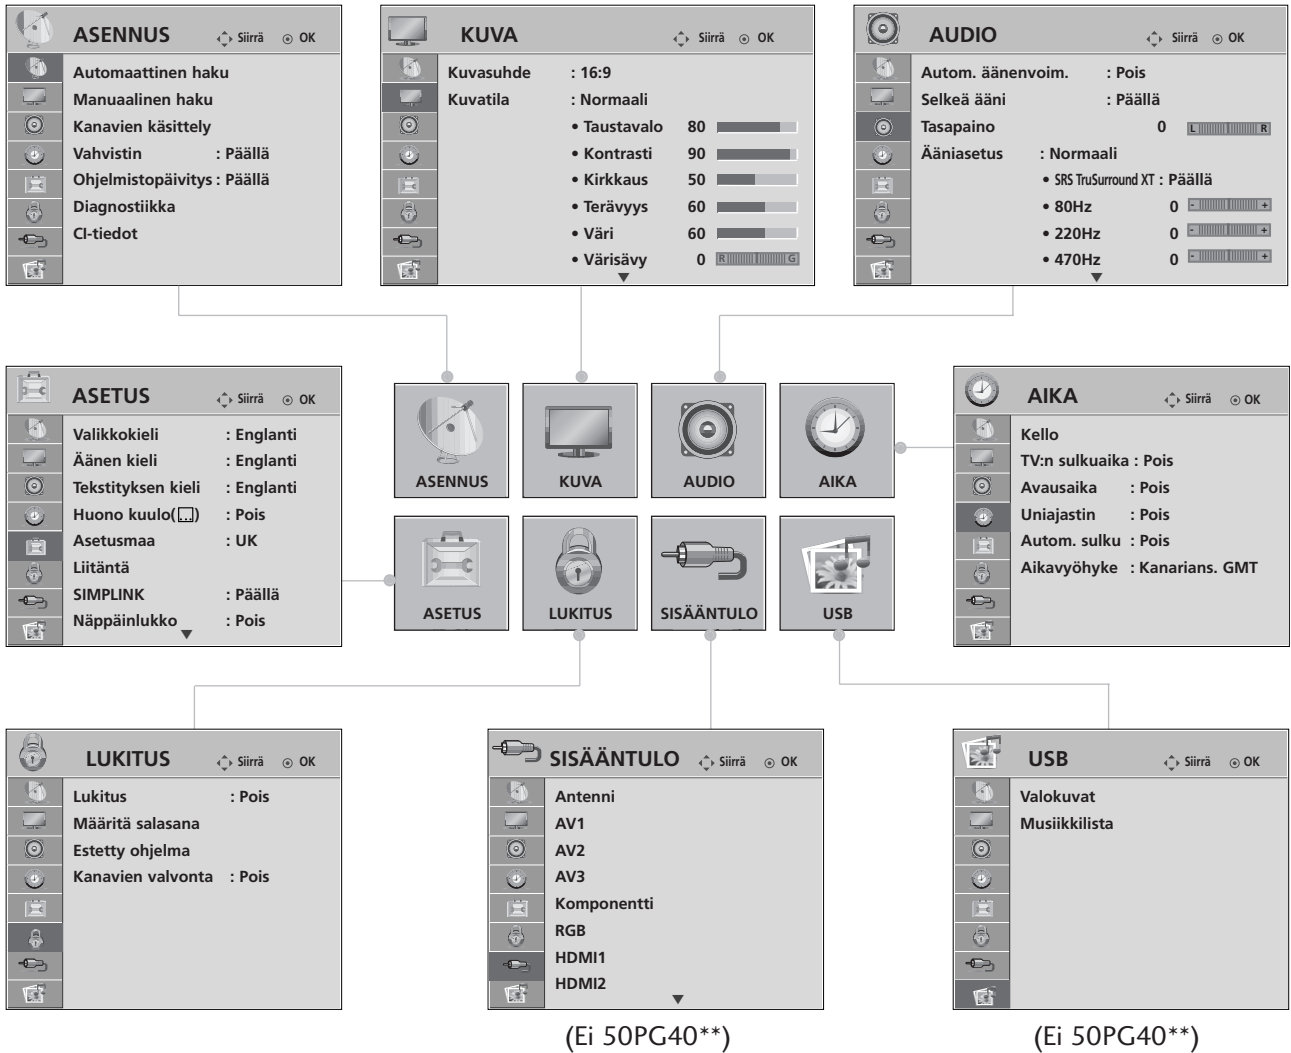 ASENNUS Siirrä OK
Automaattinen haku
Manuaalinen haku
Kanavien käsittely
Vahvistin : Päällä
Ohjelmistopäivitys : Päällä
Diagnostiikka
CI-tiedot
KUVA Siirrä OK
Kuvasuhde : 16:9
Kuvatila : Normaali
• Taustavalo 80
• Kontrasti 90
• Kirkkaus 50
• Terävyys 60
• Väri 60
• Värisävy 0 R G
AUDIO Siirrä OK
Autom. äänenvoim. : Pois
Selkeä ääni : Päällä
Tasapaino 0 L R
Ääniasetus : Normaali
• SRS TruSurround XT : Päällä
• 80Hz 0 - +
• 220Hz 0 - +
• 470Hz 0 - +
ASETUS Siirrä OK
Valikkokieli : Englanti
Äänen kieli : Englanti
Tekstityksen kieli : Englanti
Huono kuulo(...) : Pois
Asetusmaa : UK
Liitäntä
SIMPLINK : Päällä
Näppäinlukko : Pois
ASENNUS
KUVA
AUDIO
AIKA
ASETUS
LUKITUS
SISÄÄNTULO
USB
AIKA Siirrä OK
Kello
TV:n sulkuaika : Pois
Avausaika : Pois
Uniajastin : Pois
Autom. sulku : Pois
Aikavyöhyke : Kanarians. GMT
LUKITUS Siirrä OK
Lukitus : Pois
Määritä salasana
Estetty ohjelma
Kanavien valvonta : Pois
SISÄÄNTULO Siirrä OK
Antenni
AV1
AV2
AV3
Komponentti
RGB
HDMI1
HDMI2
(Ei 50PG40**)
USB Siirrä OK
Valokuvat
Musiikkilista
(Ei 50PG40**)